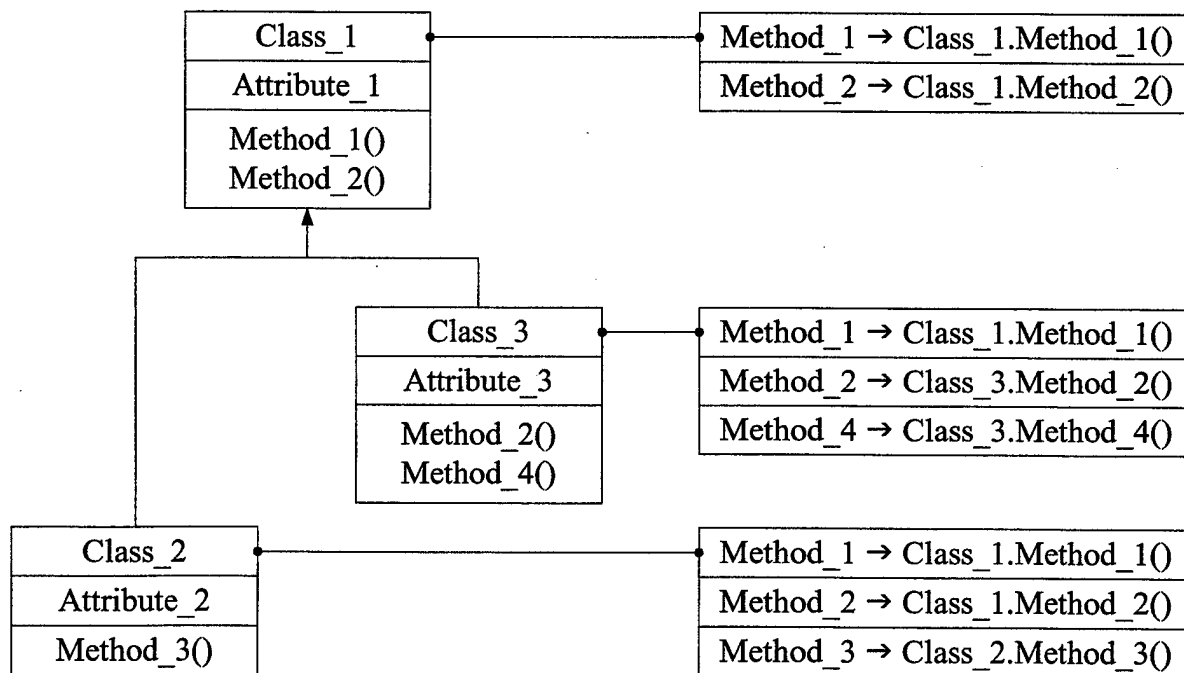 Class_1
Attribute_1
Method_1()
Method_2()
Method_1 → Class_1.Method_1()
Method_2 → Class_1.Method_2()
Class_3
Attribute_3
Method_2()
Method_4()
Method_1 → Class_1.Method_1()
Method_2 → Class_3.Method_2()
Method_4 → Class_3.Method_4()
Class_2
Attribute_2
Method_3()
Method_1 → Class_1.Method_1()
Method_2 → Class_1.Method_2()
Method_3 → Class_2.Method_3()